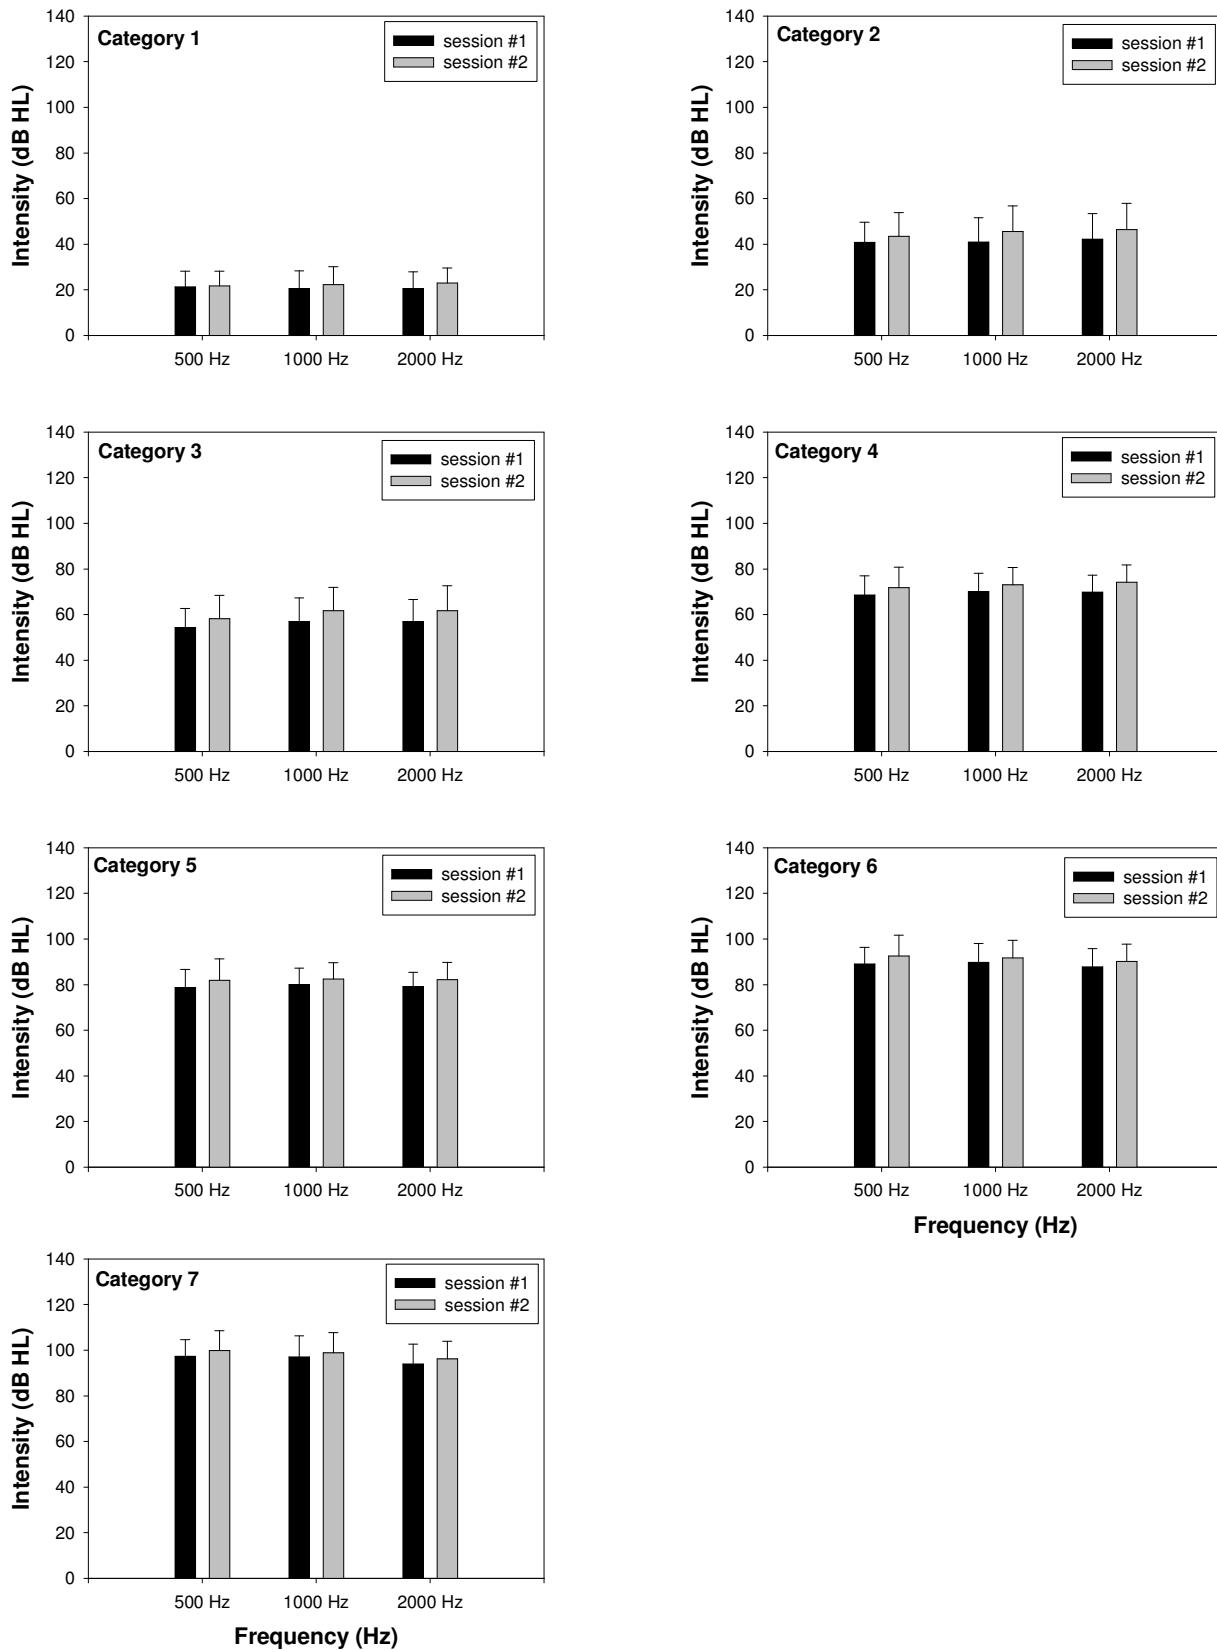 Category 1
session #1
session #2
Intensity (dB HL)
140
120
100
80
60
40
20
0
500 Hz 1000 Hz 2000 Hz
Category 2
session #1
session #2
Intensity (dB HL)
140
120
100
80
60
40
20
0
500 Hz 1000 Hz 2000 Hz
Category 3
session #1
session #2
Intensity (dB HL)
140
120
100
80
60
40
20
0
500 Hz 1000 Hz 2000 Hz
Category 4
session #1
session #2
Intensity (dB HL)
140
120
100
80
60
40
20
0
500 Hz 1000 Hz 2000 Hz
Category 5
session #1
session #2
Intensity (dB HL)
140
120
100
80
60
40
20
0
500 Hz 1000 Hz 2000 Hz
Category 6
session #1
session #2
Intensity (dB HL)
140
120
100
80
60
40
20
0
500 Hz 1000 Hz 2000 Hz
Frequency (Hz)
Category 7
session #1
session #2
Intensity (dB HL)
140
120
100
80
60
40
20
0
500 Hz 1000 Hz 2000 Hz
Frequency (Hz)